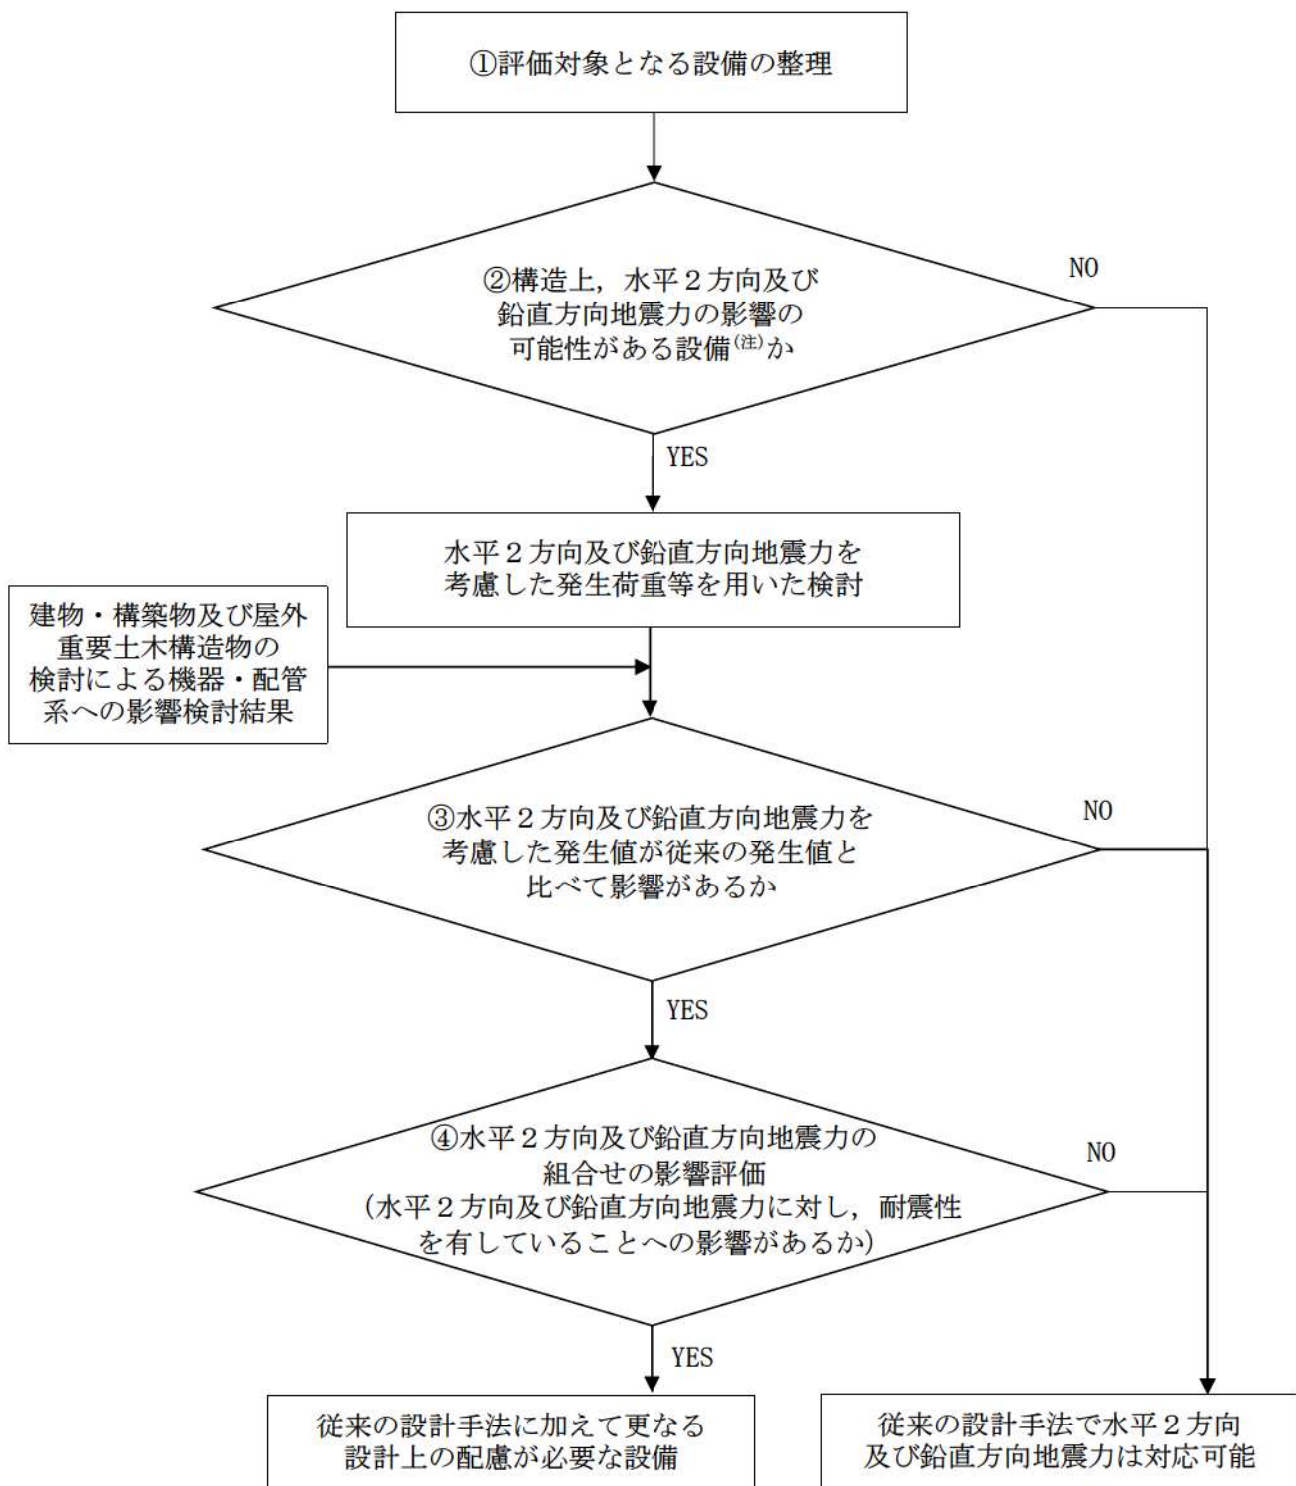 ①評価対象となる設備の整理
②構造上，水平２方向及び
鉛直方向地震力の影響の
可能性がある設備(注)か
NO
YES
水平２方向及び鉛直方向地震力を
考慮した発生荷重等を用いた検討
建物・構築物及び屋外
重要土木構造物の
検討による機器・配管
系への影響検討結果
③水平２方向及び鉛直方向地震力を
考慮した発生値が従来の発生値と
比べて影響があるか
NO
YES
④水平２方向及び鉛直方向地震力の
組合せの影響評価
(水平２方向及び鉛直方向地震力に対し，耐震性
を有していることへの影響があるか)
NO
YES
従来の設計手法に加えて更なる
設計上の配慮が必要な設備
従来の設計手法で水平２方向
及び鉛直方向地震力は対応可能